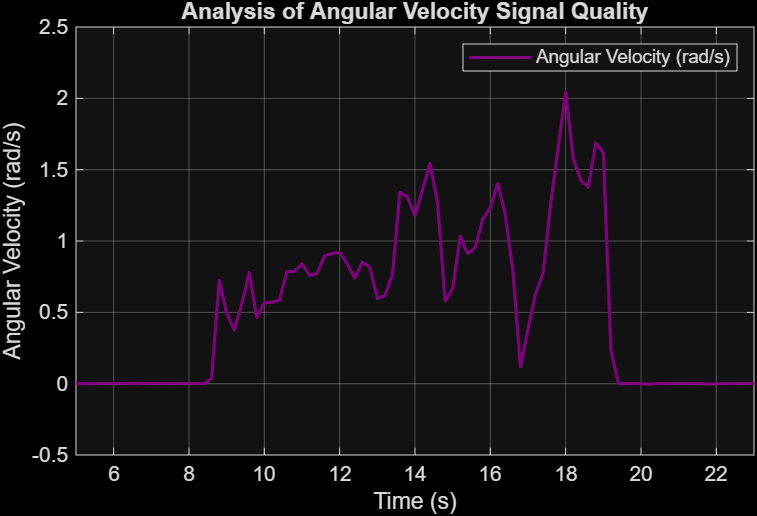 Analysis of Angular Velocity Signal Quality
Angular Velocity (rad/s)
Angular Velocity (rad/s)
2.5
2
1.5
1
0.5
0
-0.5
6 8 10 12 14 16 18 20 22
Time (s)